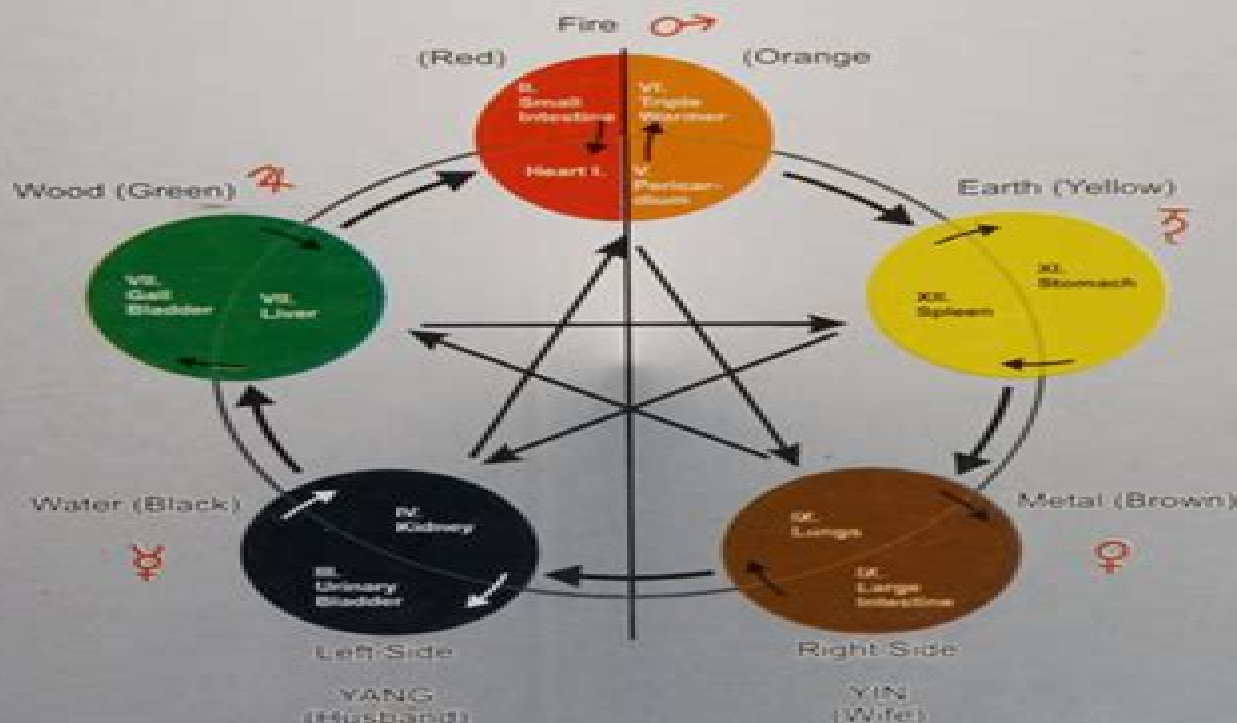 Fire
(Red)
(Orange
II.
Small
Intestine
VI.
Triple
Warmer
Heart I.
V
Pericar-
dium
Wood (Green)
Earth (Yellow)
VII.
Gall
Bladder
VII.
Liver
XI.
Stomach
XII.
Spleen
Water (Black)
Metal (Brown)
IV.
Kidney
III.
Urinary
Bladder
IX.
Lungs
IX.
Large
Intestine
Left Side
Right Side
YANG
YIN
(Husband)
(Wife)